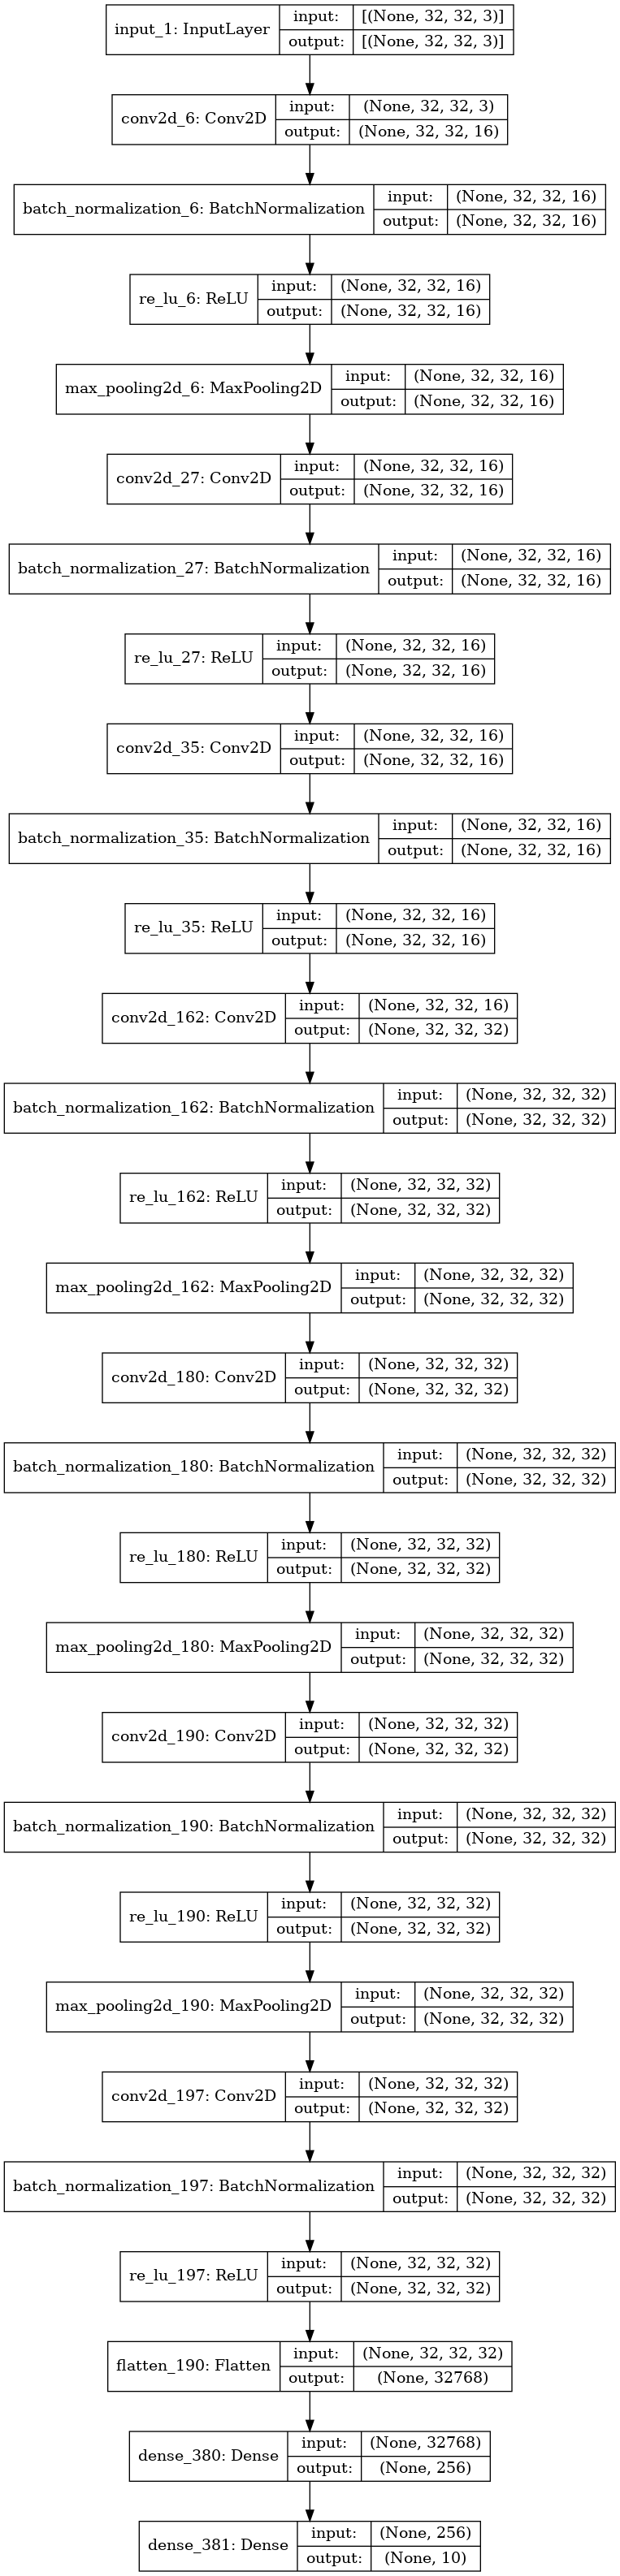 input_1: InputLayer
input:
[(None, 32, 32, 3)]
output:
[(None, 32, 32, 3)]
conv2d_6: Conv2D
input:
(None, 32, 32, 3)
output:
(None, 32, 32, 16)
batch_normalization_6: BatchNormalization
input:
(None, 32, 32, 16)
output:
(None, 32, 32, 16)
re_lu_6: ReLU
input:
(None, 32, 32, 16)
output:
(None, 32, 32, 16)
max_pooling2d_6: MaxPooling2D
input:
(None, 32, 32, 16)
output:
(None, 32, 32, 16)
conv2d_27: Conv2D
input:
(None, 32, 32, 16)
output:
(None, 32, 32, 16)
batch_normalization_27: BatchNormalization
input:
(None, 32, 32, 16)
output:
(None, 32, 32, 16)
re_lu_27: ReLU
input:
(None, 32, 32, 16)
output:
(None, 32, 32, 16)
conv2d_35: Conv2D
input:
(None, 32, 32, 16)
output:
(None, 32, 32, 16)
batch_normalization_35: BatchNormalization
input:
(None, 32, 32, 16)
output:
(None, 32, 32, 16)
re_lu_35: ReLU
input:
(None, 32, 32, 16)
output:
(None, 32, 32, 16)
conv2d_162: Conv2D
input:
(None, 32, 32, 16)
output:
(None, 32, 32, 32)
batch_normalization_162: BatchNormalization
input:
(None, 32, 32, 32)
output:
(None, 32, 32, 32)
re_lu_162: ReLU
input:
(None, 32, 32, 32)
output:
(None, 32, 32, 32)
max_pooling2d_162: MaxPooling2D
input:
(None, 32, 32, 32)
output:
(None, 32, 32, 32)
conv2d_180: Conv2D
input:
(None, 32, 32, 32)
output:
(None, 32, 32, 32)
batch_normalization_180: BatchNormalization
input:
(None, 32, 32, 32)
output:
(None, 32, 32, 32)
re_lu_180: ReLU
input:
(None, 32, 32, 32)
output:
(None, 32, 32, 32)
max_pooling2d_180: MaxPooling2D
input:
(None, 32, 32, 32)
output:
(None, 32, 32, 32)
conv2d_190: Conv2D
input:
(None, 32, 32, 32)
output:
(None, 32, 32, 32)
batch_normalization_190: BatchNormalization
input:
(None, 32, 32, 32)
output:
(None, 32, 32, 32)
re_lu_190: ReLU
input:
(None, 32, 32, 32)
output:
(None, 32, 32, 32)
max_pooling2d_190: MaxPooling2D
input:
(None, 32, 32, 32)
output:
(None, 32, 32, 32)
conv2d_197: Conv2D
input:
(None, 32, 32, 32)
output:
(None, 32, 32, 32)
batch_normalization_197: BatchNormalization
input:
(None, 32, 32, 32)
output:
(None, 32, 32, 32)
re_lu_197: ReLU
input:
(None, 32, 32, 32)
output:
(None, 32, 32, 32)
flatten_190: Flatten
input:
(None, 32, 32, 32)
output:
(None, 32768)
dense_380: Dense
input:
(None, 32768)
output:
(None, 256)
dense_381: Dense
input:
(None, 256)
output:
(None, 10)